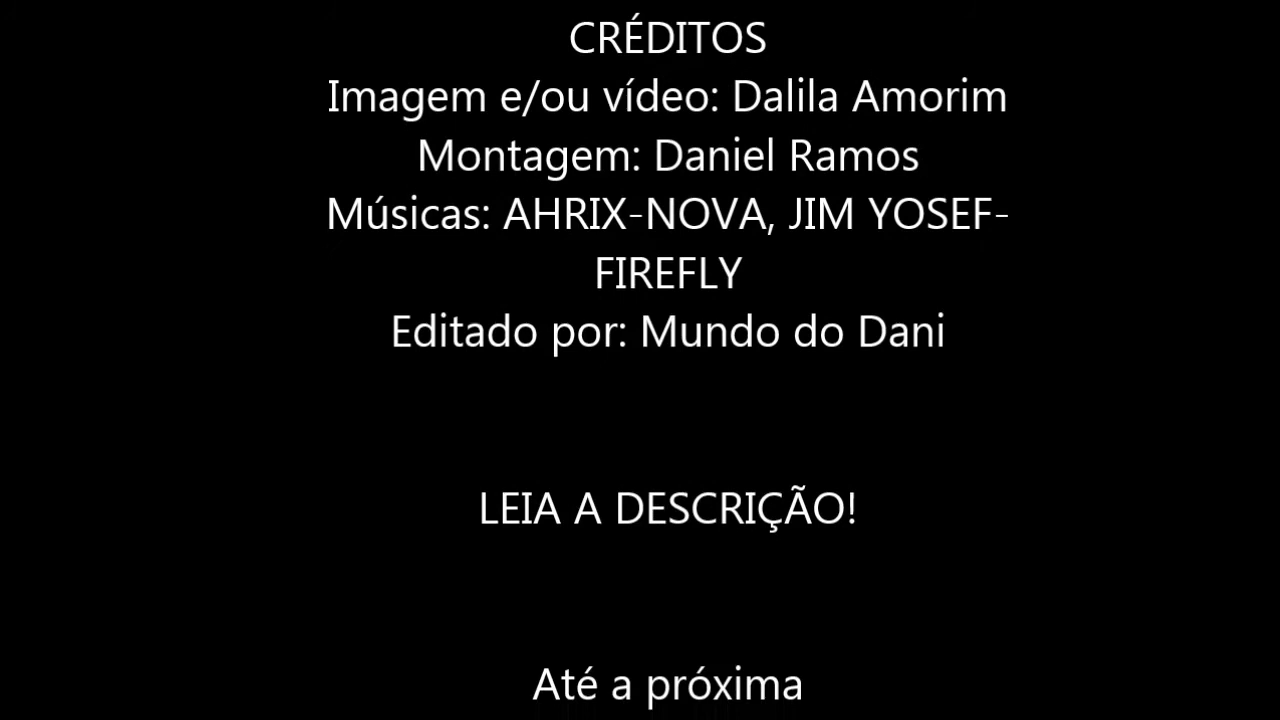 CRÉDITOS
Imagem e/ou vídeo: Dalila Amorim
Montagem: Daniel Ramos
Músicas: AHRIX-NOVA, JIM YOSEF-
FIREFLY
Editado por: Mundo do Dani
LEIA A DESCRIÇÃO!
Até a próxima